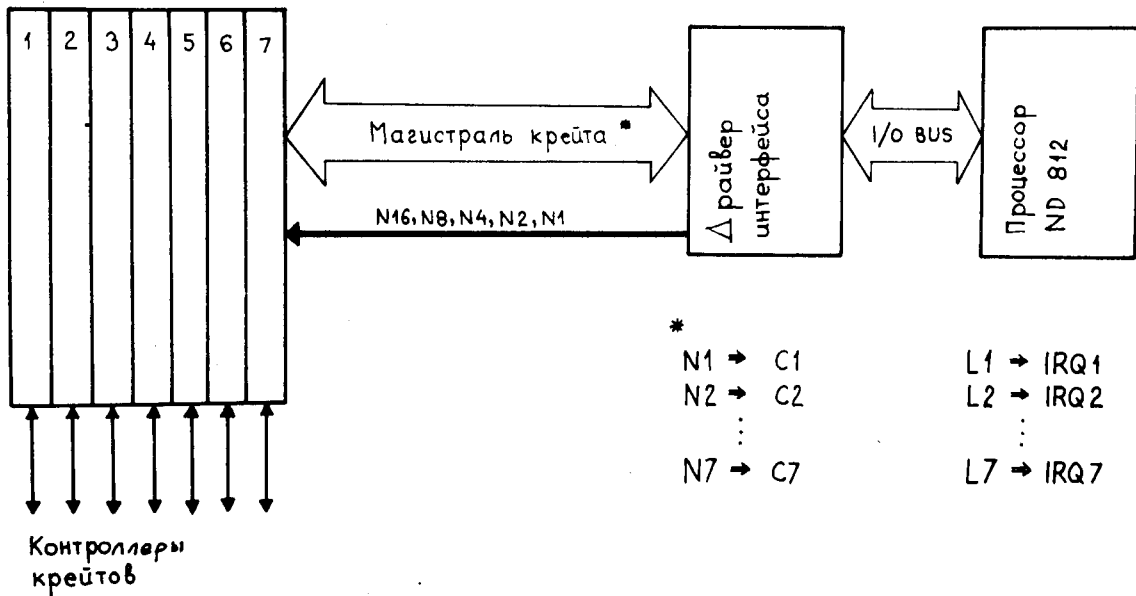 1 2 3 4 5 6 7
Магистраль крейта *
N16, N8, N4, N2, N1
Драйвер
интерфейса
I/O BUS
Процессор
ND 812
*
N1 → C1
N2 → C2
⋮
N7 → C7
L1 → IRQ1
L2 → IRQ2
⋮
L7 → IRQ7
Контроллеры
крейтов